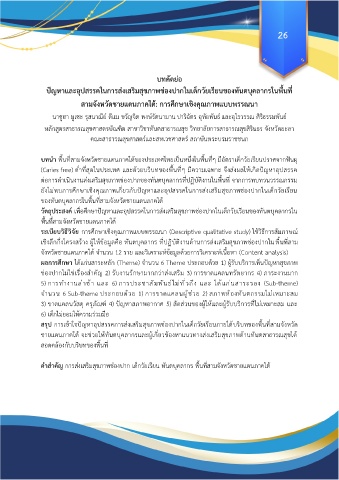 26
บทคัดย่อ
ปัญหาและอุปสรรคในการส่งเสริมสุขภาพช่องปากในเด็กวัยเรียนของทันตบุคลากรในพื้นที่
สามจังหวัดชายแดนภาคใต้: การศึกษาเชิงคุณภาพแบบพรรณนา
หลักสูตรสาธารณสุขศาสตรบัณฑิต สาขาวิชาทันตสาธารณสุข วิทยาลัยการสาธารณสุขสิรินธร จังหวัดยะลา
คณะสาธารณสุขศาสตร์และสหเวชศาสตร์ สถาบันพระบรมราชชนก
บทนำ พื้นที่สามจังหวัดชายแดนภาคใต้ของประเทศไทยเป็นหนึ่งในพื้นที่ๆ มีอัตราเด็กวัยเรียนปราศจากฟันผุ
(Caries free) ต่ำที่สุดในประเทศ และด้วยบริบทของพื้นที่ๆ มีความเฉพาะ จึงส่งผลให้เกิดปัญหาอุปสรรค
ต่อการดำเนินงานส่งเสริมสุขภาพช่องปากของทันตบุคลากรที่ปฏิบัติงานในพื้นที่ จากการทบทวนวรรณกรรม
ยังไม่พบการศึกษาเชิงคุณภาพเกี่ยวกับปัญหาและอุปสรรคในการส่งเสริมสุขภาพช่องปากในเด็กวัยเรียน
ของทันตบุคลากรในพื้นที่สามจังหวัดชายแดนภาคใต้
วัตถุประสงค์ เพื่อศึกษาปัญหาและอุปสรรคในการส่งเสริมสุขภาพช่องปากในเด็กวัยเรียนของทันตบุคลากรใน
พื้นที่สามจังหวัดชายแดนภาคใต้
ระเบียบวิธีวิจัย การศึกษาเชิงคุณภาพแบบพรรณนา (Descriptive qualitative study) ใช้วิธีการสัมภาษณ์
เชิงลึกกึ่งโครงสร้าง ผู้ให้ข้อมูลคือ ทันตบุคลากร ที่ปฏิบัติงานด้านการส่งเสริมสุขภาพช่องปากใน พื้นที่สาม
จังหวัดชายแดนภาคใต้ จำนวน 12 ราย และวิเคราะห์ข้อมูลด้วยการวิเคราะห์เนื้อหา (Content analysis)
ผลการศึกษา ได้แก่นสาระหลัก (Theme) จำนวน 6 Theme ประกอบด้วย 1) ผู้รับบริการเห็นปัญหาสุขภาพ
ช่องปากไม่ใช่เรื่องสำคัญ 2) รับงานรักษามากกว่าส่งเสริม 3) การขาดแคลนทรัพยากร 4) ภาระงานมาก
5) การทำงานล่าช้า และ 6) การประชาสัมพันธ์ไม่ทั่วถึง และ ได้แก่นสาระรอง (Sub-theme)
จำนวน 6 Sub-theme ประกอบด้วย 1) การขาดแคลนผู้ช่วย 2) สภาพห้องทันตกรรมไม่เหมาะสม
3) ขาดแคลนวัสดุ ครุภัณฑ์ 4) ปัญหาสภาพอากาศ 5) สัดส่วนของผู้ให้และผู้รับบริการที่ไม่เหมาะสม และ
6) เด็กไม่ยอมให้ความร่วมมือ
สรุป การเข้าใจปัญหาอุปสรรคการส่งเสริมสุขภาพช่องปากในเด็กวัยเรียนภายใต้บริบทของพื้นที่สามจังหวัด
ชายแดนภาคใต้ จะช่วยให้ทันตบุคลากรและผู้เกี่ยวข้องหาแนวทางส่งเสริมสุขภาพด้านทันตสาธารณสุขได้
สอดคล้องกับบริบทของพื้นที่
คำสำคัญ การส่งเสริมสุขภาพช่องปาก เด็กวัยเรียน ทันตบุคลากร พื้นที่สามจังหวัดชายแดนภาคใต้